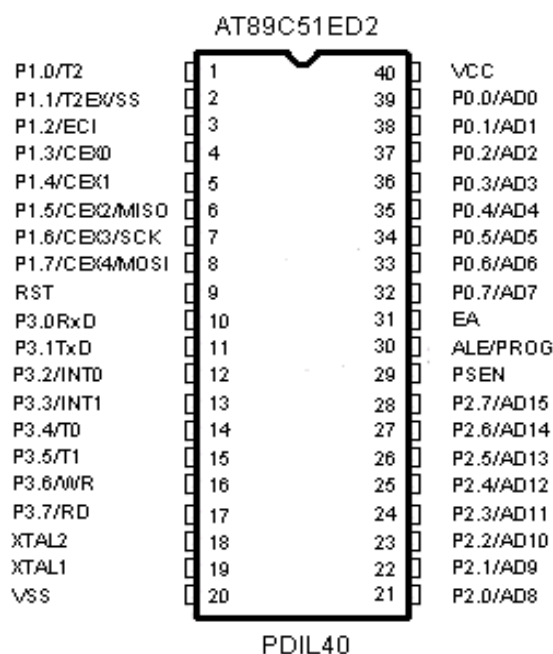 AT89C51ED2
P1.0/T2 1 40 VCC
P1.1/T2EX/SS 2 39 P0.0/AD0
P1.2/ECI 3 38 P0.1/AD1
P1.3/CEX0 4 37 P0.2/AD2
P1.4/CEX1 5 36 P0.3/AD3
P1.5/CEX2/MISO 6 35 P0.4/AD4
P1.6/CEX3/SCK 7 34 P0.5/AD5
P1.7/CEX4/MOSI 8 33 P0.6/AD6
RST 9 32 P0.7/AD7
P3.0RxD 10 31 EA
P3.1TxD 11 30 ALE/PROG
P3.2/INT0 12 29 PSEN
P3.3/INT1 13 28 P2.7/AD15
P3.4/T0 14 27 P2.6/AD14
P3.5/T1 15 26 P2.5/AD13
P3.6/WR 16 25 P2.4/AD12
P3.7/RD 17 24 P2.3/AD11
XTAL2 18 23 P2.2/AD10
XTAL1 19 22 P2.1/AD9
VSS 20 21 P2.0/AD8
PDIL40